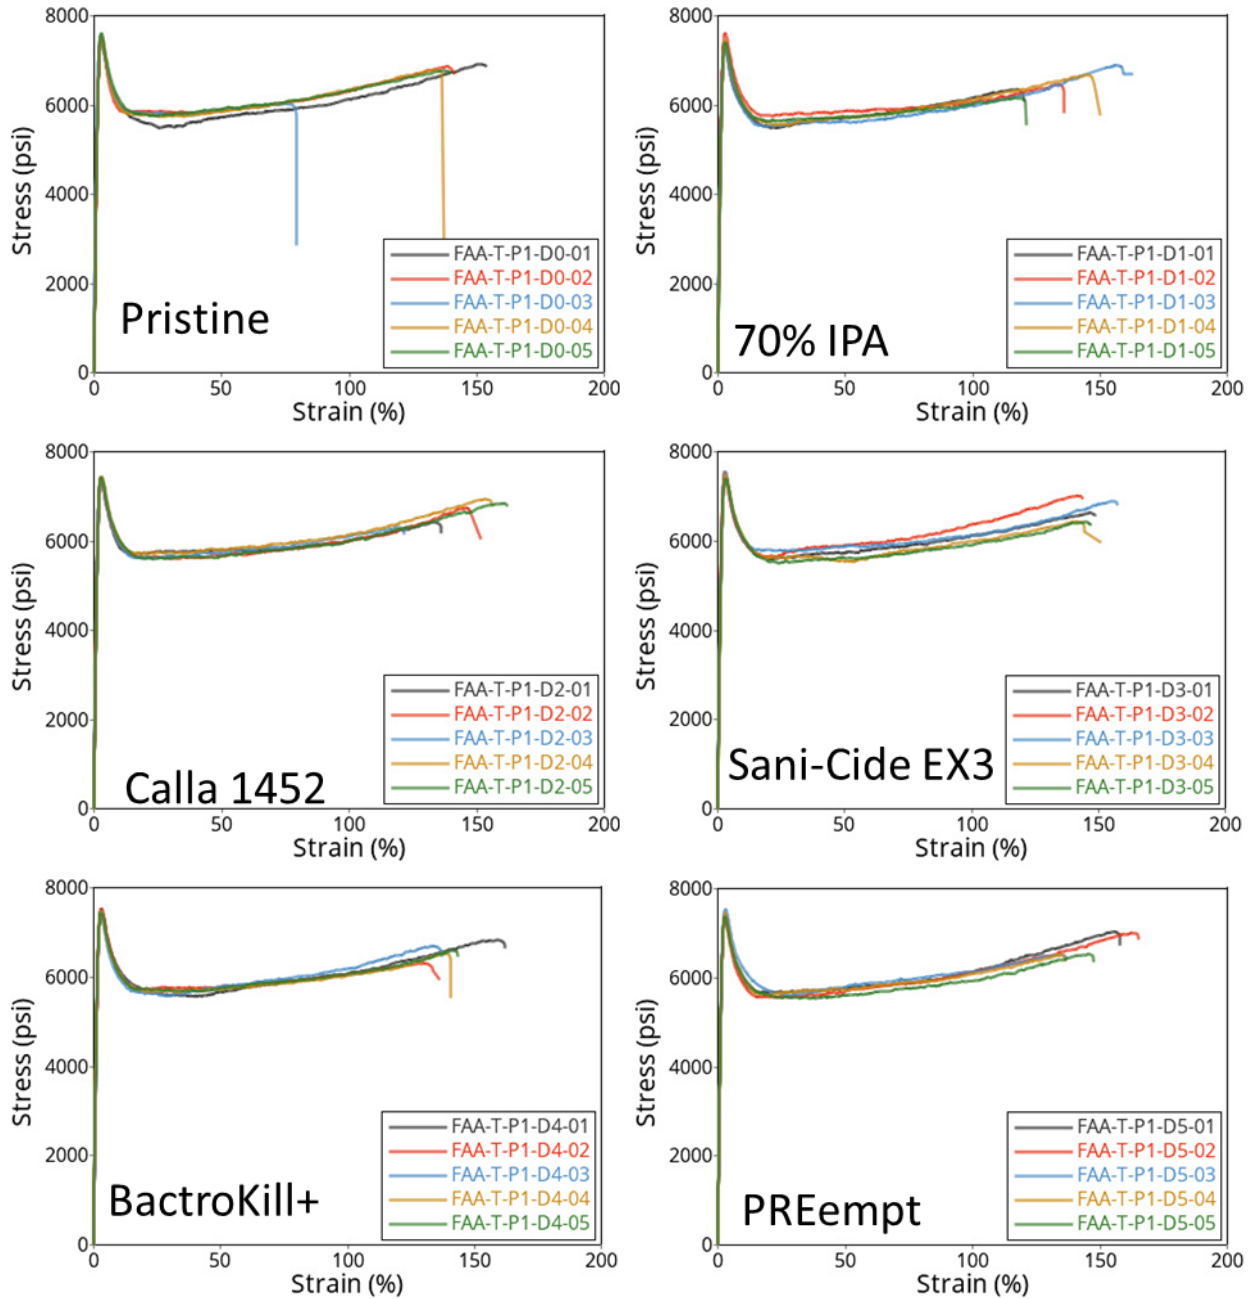 8000
6000
4000
2000
0
Stress (psi)
FAA-T-P1-D0-01
FAA-T-P1-D0-02
FAA-T-P1-D0-03
FAA-T-P1-D0-04
FAA-T-P1-D0-05
Pristine
0 50 100 150 200
Strain (%)
8000
6000
4000
2000
0
Stress (psi)
FAA-T-P1-D1-01
FAA-T-P1-D1-02
FAA-T-P1-D1-03
FAA-T-P1-D1-04
FAA-T-P1-D1-05
70% IPA
0 50 100 150 200
Strain (%)
8000
6000
4000
2000
0
Stress (psi)
FAA-T-P1-D2-01
FAA-T-P1-D2-02
FAA-T-P1-D2-03
FAA-T-P1-D2-04
FAA-T-P1-D2-05
Calla 1452
0 50 100 150 200
Strain (%)
8000
6000
4000
2000
0
Stress (psi)
FAA-T-P1-D3-01
FAA-T-P1-D3-02
FAA-T-P1-D3-03
FAA-T-P1-D3-04
FAA-T-P1-D3-05
Sani-Cide EX3
0 50 100 150 200
Strain (%)
8000
6000
4000
2000
0
Stress (psi)
FAA-T-P1-D4-01
FAA-T-P1-D4-02
FAA-T-P1-D4-03
FAA-T-P1-D4-04
FAA-T-P1-D4-05
BactroKill+
0 50 100 150 200
Strain (%)
8000
6000
4000
2000
0
Stress (psi)
FAA-T-P1-D5-01
FAA-T-P1-D5-02
FAA-T-P1-D5-03
FAA-T-P1-D5-04
FAA-T-P1-D5-05
PREempt
0 50 100 150 200
Strain (%)